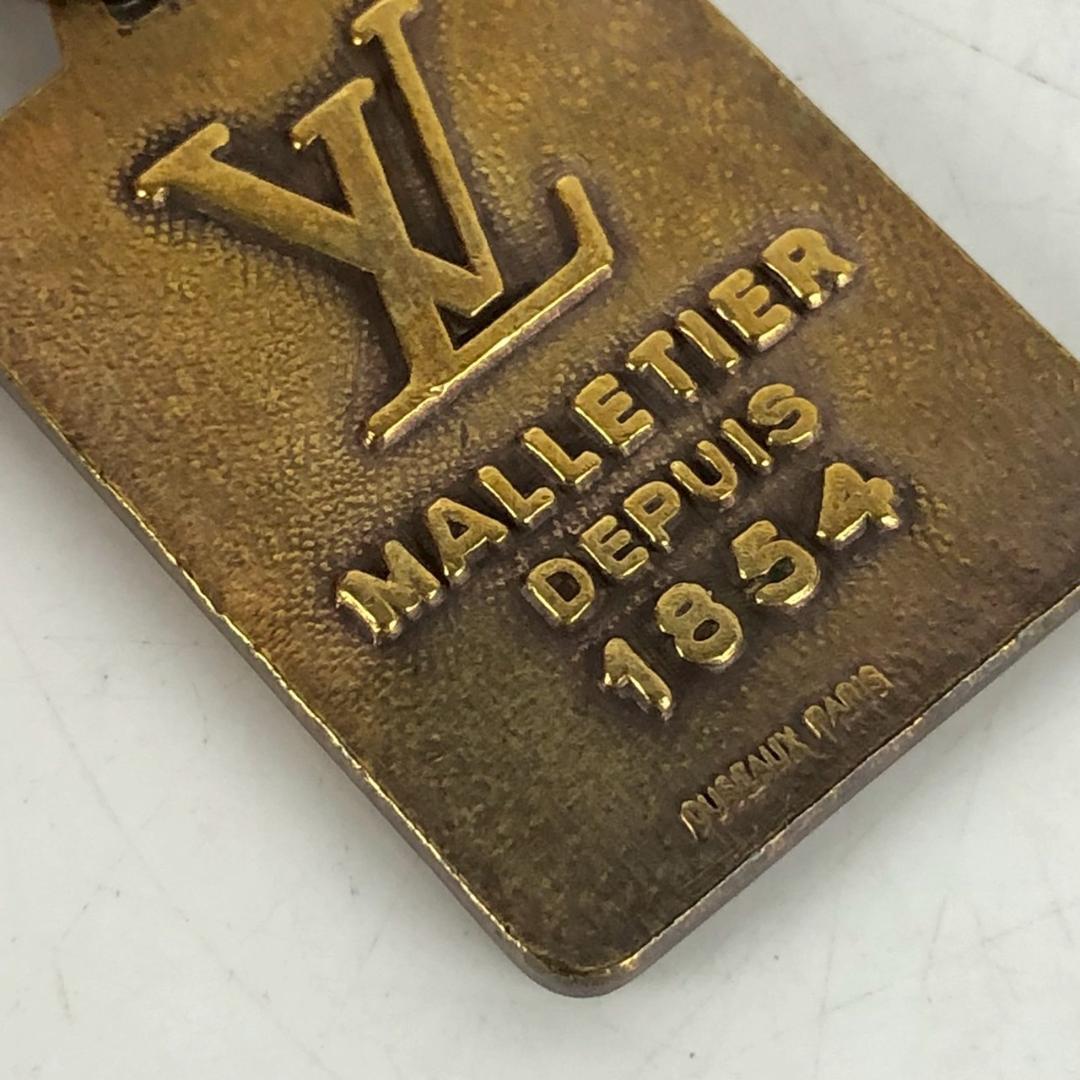 LV
MALLETIER
DEPUIS
1854
DUSEAUX PARIS